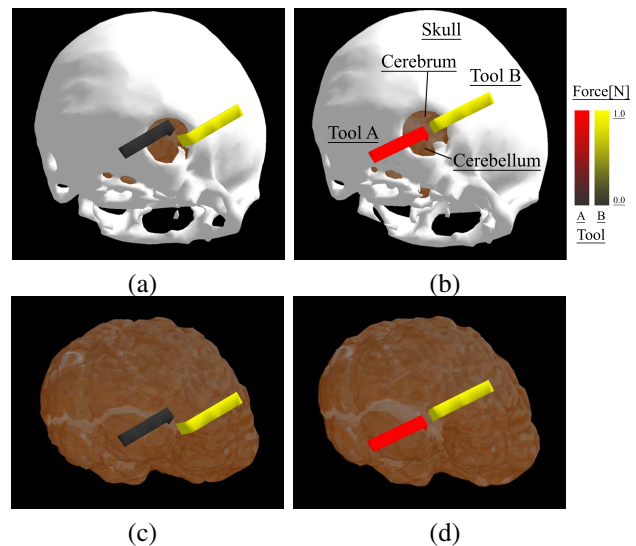 Skull
Cerebrum
Tool B
Tool A
Cerebellum
Force[N]
1.0
0.0
A B
Tool
(a)
(b)
(c)
(d)